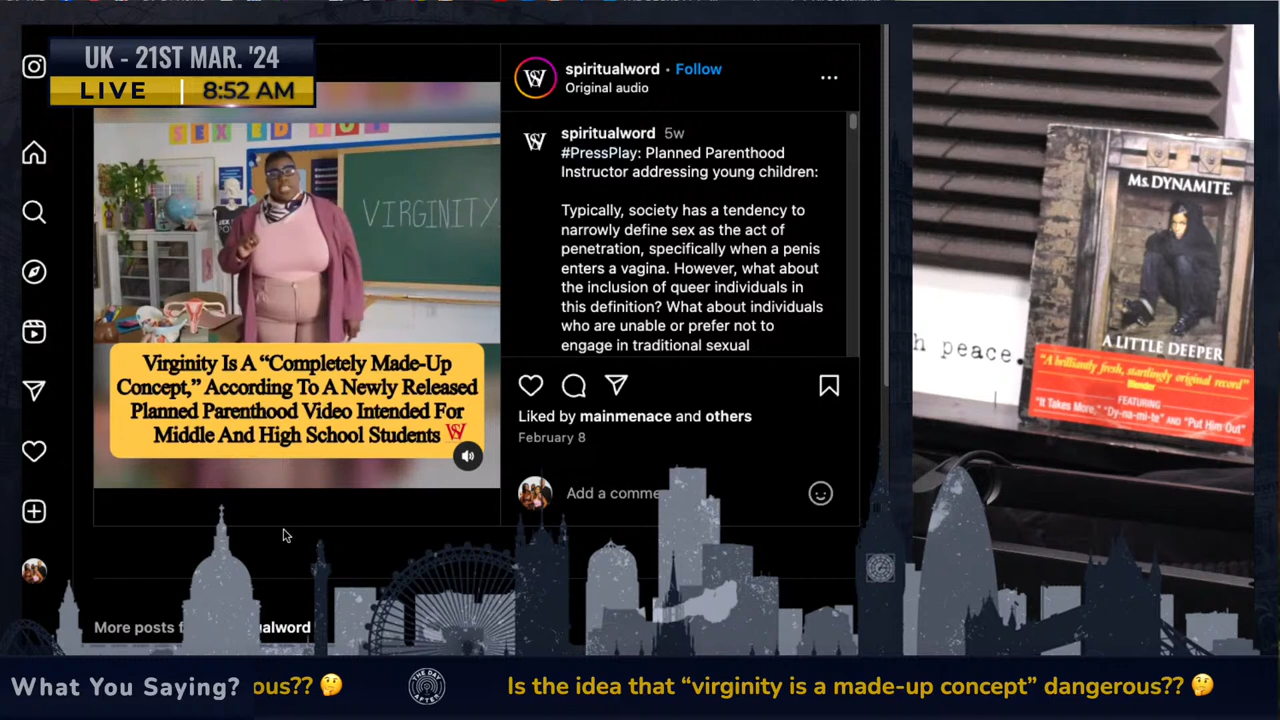 UK - 21ST MAR. '24
LIVE
8:52 AM
SEX ED TO
VIRGINITY
Virginity Is A “Completely Made-Up
Concept,” According To A Newly Released
Planned Parenthood Video Intended For
Middle And High School Students
spiritualword • Follow
Original audio
spiritualword 5w
#PressPlay: Planned Parenthood
Instructor addressing young children:
Typically, society has a tendency to
narrowly define sex as the act of
penetration, specifically when a penis
enters a vagina. However, what about
the inclusion of queer individuals in
this definition? What about individuals
who are unable or prefer not to
engage in traditional sexual
Liked by mainmenace and others
February 8
Add a comme
More posts f
ualword
h peace.
Ms. DYNAMITE.
A LITTLE DEEPER
“A brilliantly fresh, startlingly original record”
Blender
FEATURING
“It Takes More,” “Dy-na-mi-te” AND “Put Him Out”
What You Saying?
ous?? 🤔
THE DAY AFTER
Is the idea that “virginity is a made-up concept” dangerous?? 🤔